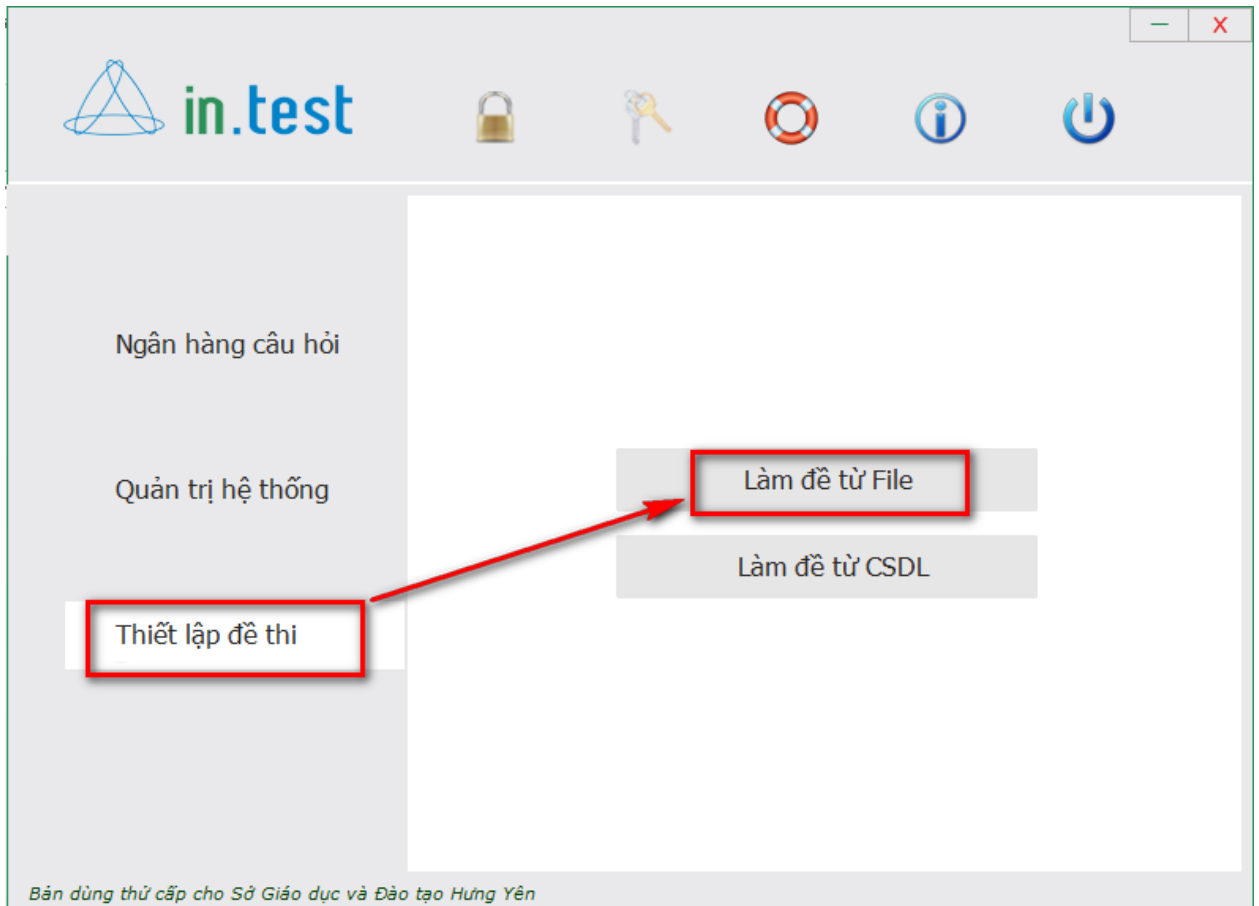 in.test
Ngân hàng câu hỏi
Quản trị hệ thống
Thiết lập đề thi
Làm đề từ File
Làm đề từ CSDL
Bản dùng thử cấp cho Sở Giáo dục và Đào tạo Hưng Yên